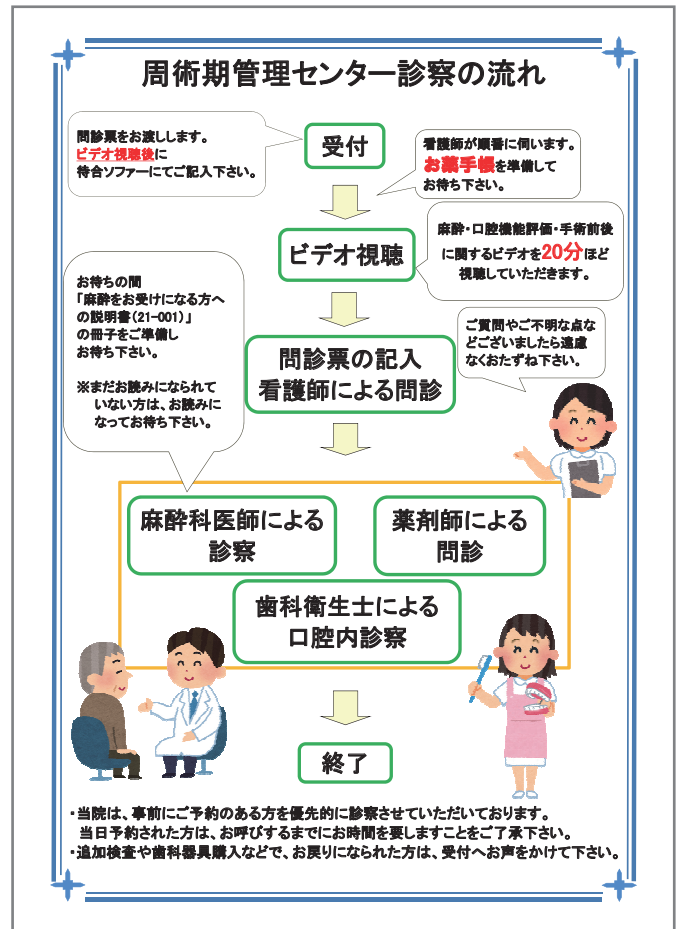 周術期管理センター診察の流れ
問診票をお渡しします。
ビデオ視聴後に
待合ソファーにてご記入下さい。
受付
看護師が順番に伺います。
お薬手帳を準備して
お待ち下さい。
ビデオ視聴
麻酔・口腔機能評価・手術前後
に関するビデオを20分ほど
視聴していただきます。
お待ちの間
「麻酔をお受けになる方へ
の説明書(21-001)」
の冊子をご準備し
お待ち下さい。
※まだお読みになられて
いない方は、お読みに
なってお待ち下さい。
問診票の記入
看護師による問診
ご質問やご不明な点な
どございましたら遠慮
なくおたずね下さい。
麻酔科医師による
診察
薬剤師による
問診
歯科衛生士による
口腔内診察
終了
・当院は、事前にご予約のある方を優先的に診察させていただいております。
当日予約された方は、お呼びするまでにお時間を要しますことをご了承下さい。
・追加検査や歯科器具購入などで、お戻りになられた方は、受付へお声をかけて下さい。